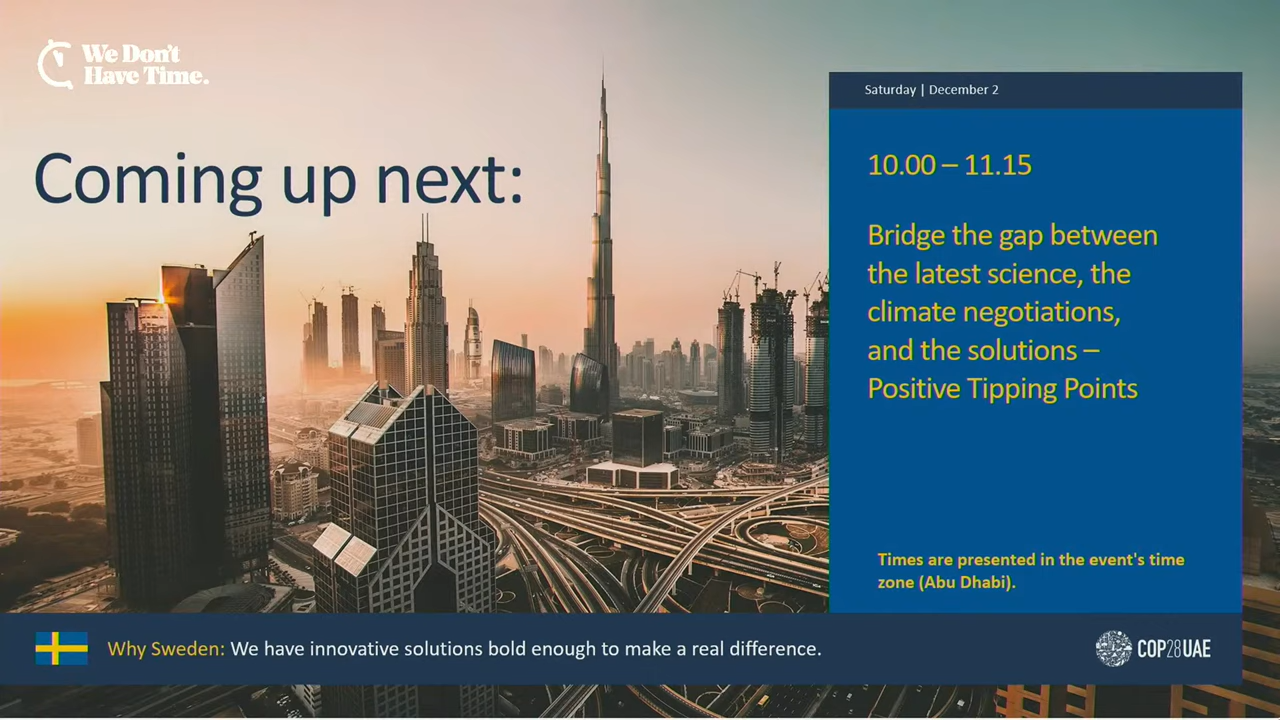 We Don't
Have Time.
Coming up next:
Saturday | December 2
10.00 – 11.15
Bridge the gap between
the latest science, the
climate negotiations,
and the solutions –
Positive Tipping Points
Times are presented in the event's time
zone (Abu Dhabi).
Why Sweden: We have innovative solutions bold enough to make a real difference.
COP28UAE